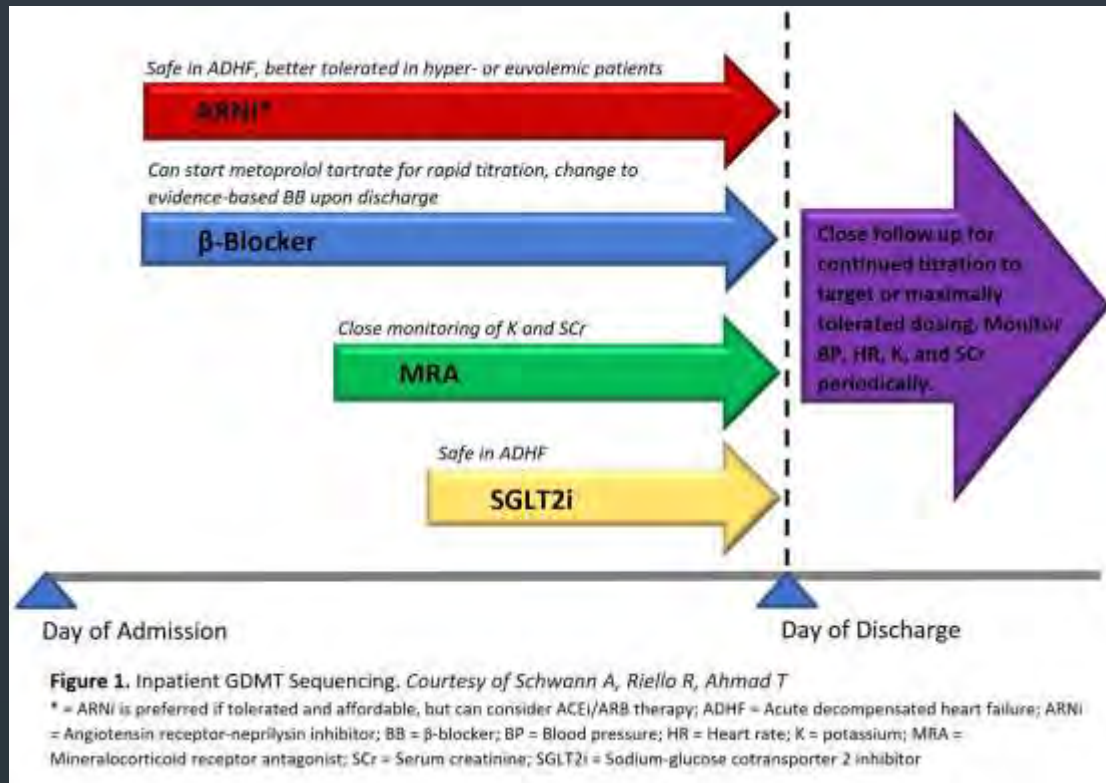 Safe in ADHF, better tolerated in hyper- or euvolemic patients
ARNi*
Can start metoprolol tartrate for rapid titration, change to
evidence-based BB upon discharge
β-Blocker
Close monitoring of K and SCr
MRA
Safe in ADHF
SGLT2i
Close follow up for
continued titration to
target or maximally
tolerated dosing. Monitor
BP, HR, K, and SCr
periodically.
Day of Admission
Day of Discharge
Figure 1. Inpatient GDMT Sequencing. Courtesy of Schwann A, Riello R, Ahmad T
* = ARNi is preferred if tolerated and affordable, but can consider ACEi/ARB therapy; ADHF = Acute decompensated heart failure; ARNi
= Angiotensin receptor-neprilysin inhibitor; BB = β-blocker; BP = Blood pressure; HR = Heart rate; K = potassium; MRA =
Mineralocorticoid receptor antagonist; SCr = Serum creatinine; SGLT2i = Sodium-glucose cotransporter 2 inhibitor